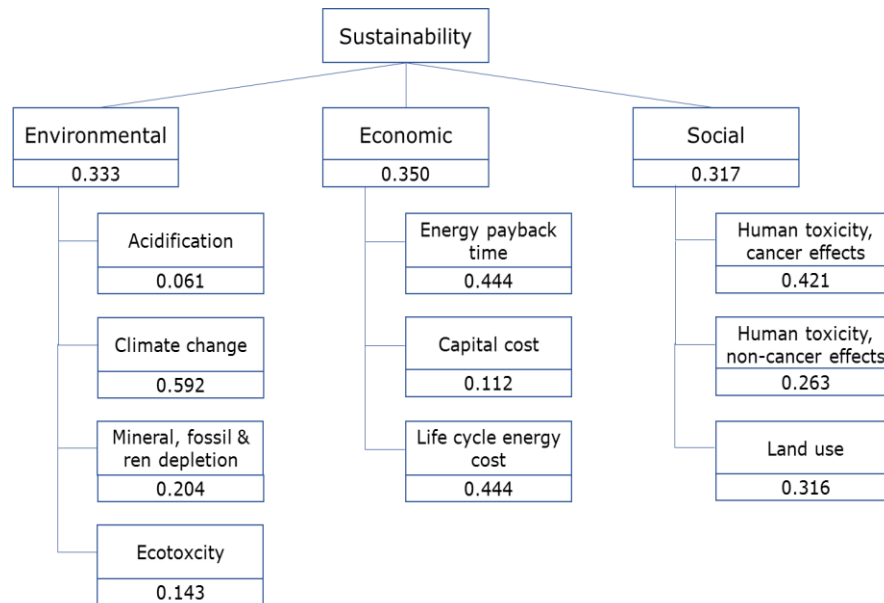 Sustainability
Environmental
0.333
Economic
0.350
Social
0.317
Acidification
0.061
Energy payback
time
0.444
Human toxicity,
cancer effects
0.421
Climate change
0.592
Capital cost
0.112
Human toxicity,
non-cancer effects
0.263
Mineral, fossil &
ren depletion
0.204
Life cycle energy
cost
0.444
Land use
0.316
Ecotoxcity
0.143